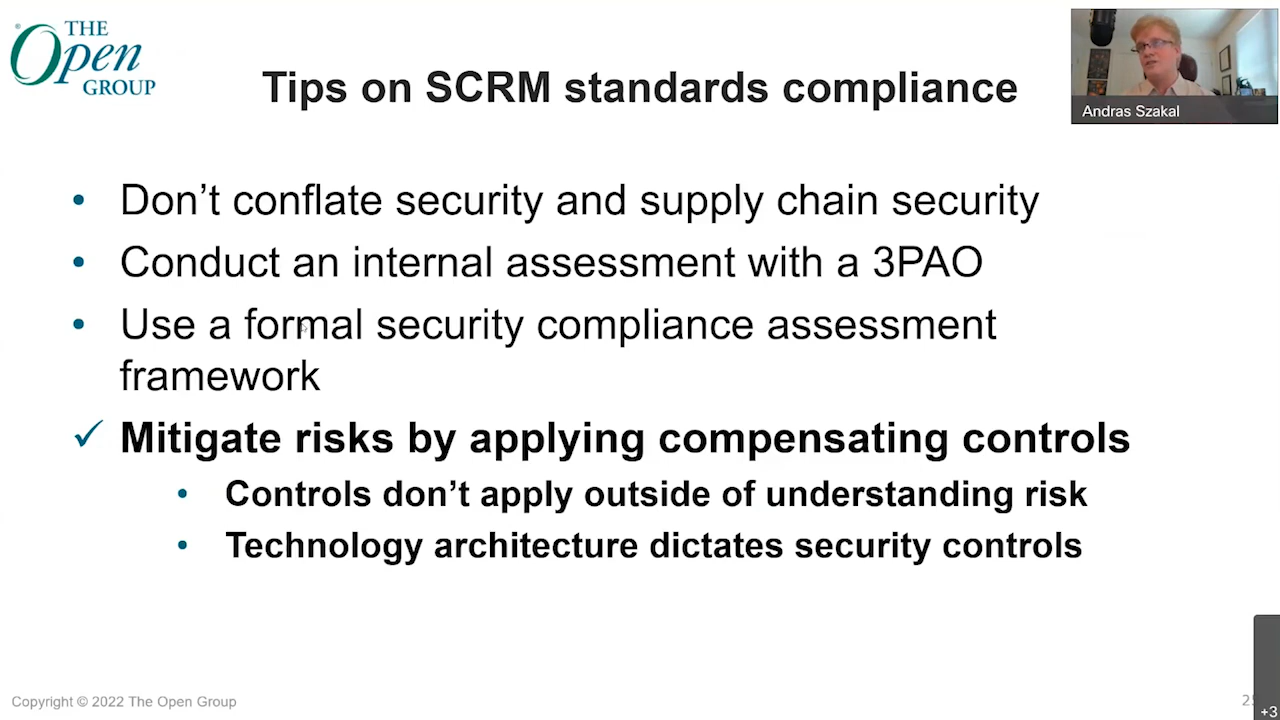 THE
Open
GROUP
Tips on SCRM standards compliance
Andras Szakal
• Don’t conflate security and supply chain security
• Conduct an internal assessment with a 3PAO
• Use a formal security compliance assessment
framework
✓ Mitigate risks by applying compensating controls
• Controls don’t apply outside of understanding risk
• Technology architecture dictates security controls
Copyright © 2022 The Open Group
+3